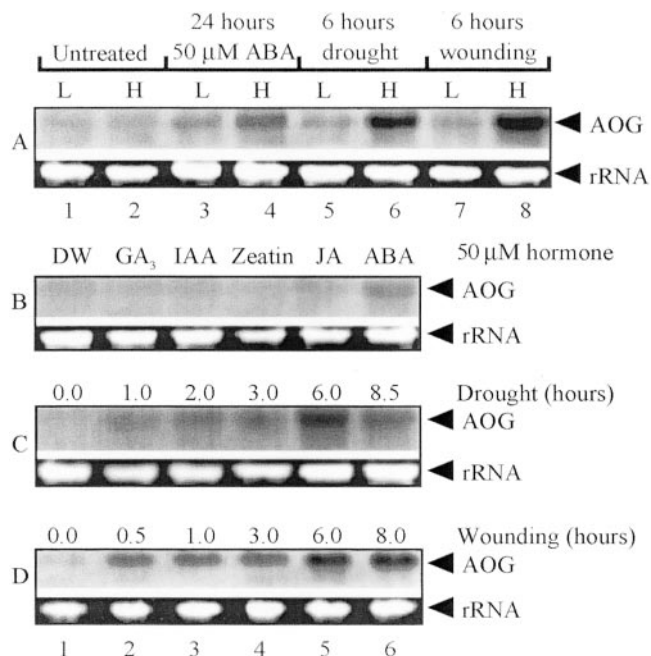 24 hours 6 hours 6 hours
Untreated 50 µM ABA drought wounding
L H L H L H L H
A AOG
rRNA
1 2 3 4 5 6 7 8
DW GA₃ IAA Zeatin JA ABA 50 µM hormone
B AOG
rRNA
0.0 1.0 2.0 3.0 6.0 8.5 Drought (hours)
C AOG
rRNA
0.0 0.5 1.0 3.0 6.0 8.0 Wounding (hours)
D AOG
rRNA
1 2 3 4 5 6